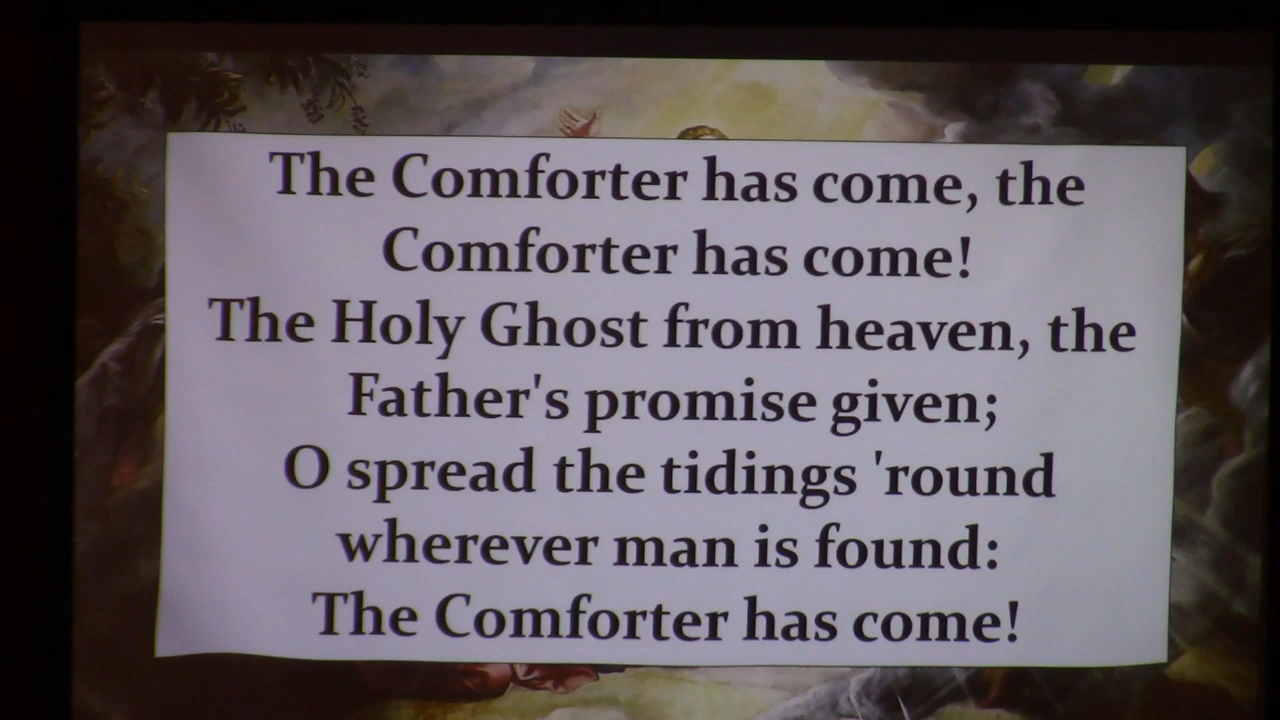 The Comforter has come, the
Comforter has come!
The Holy Ghost from heaven, the
Father's promise given;
O spread the tidings 'round
wherever man is found:
The Comforter has come!